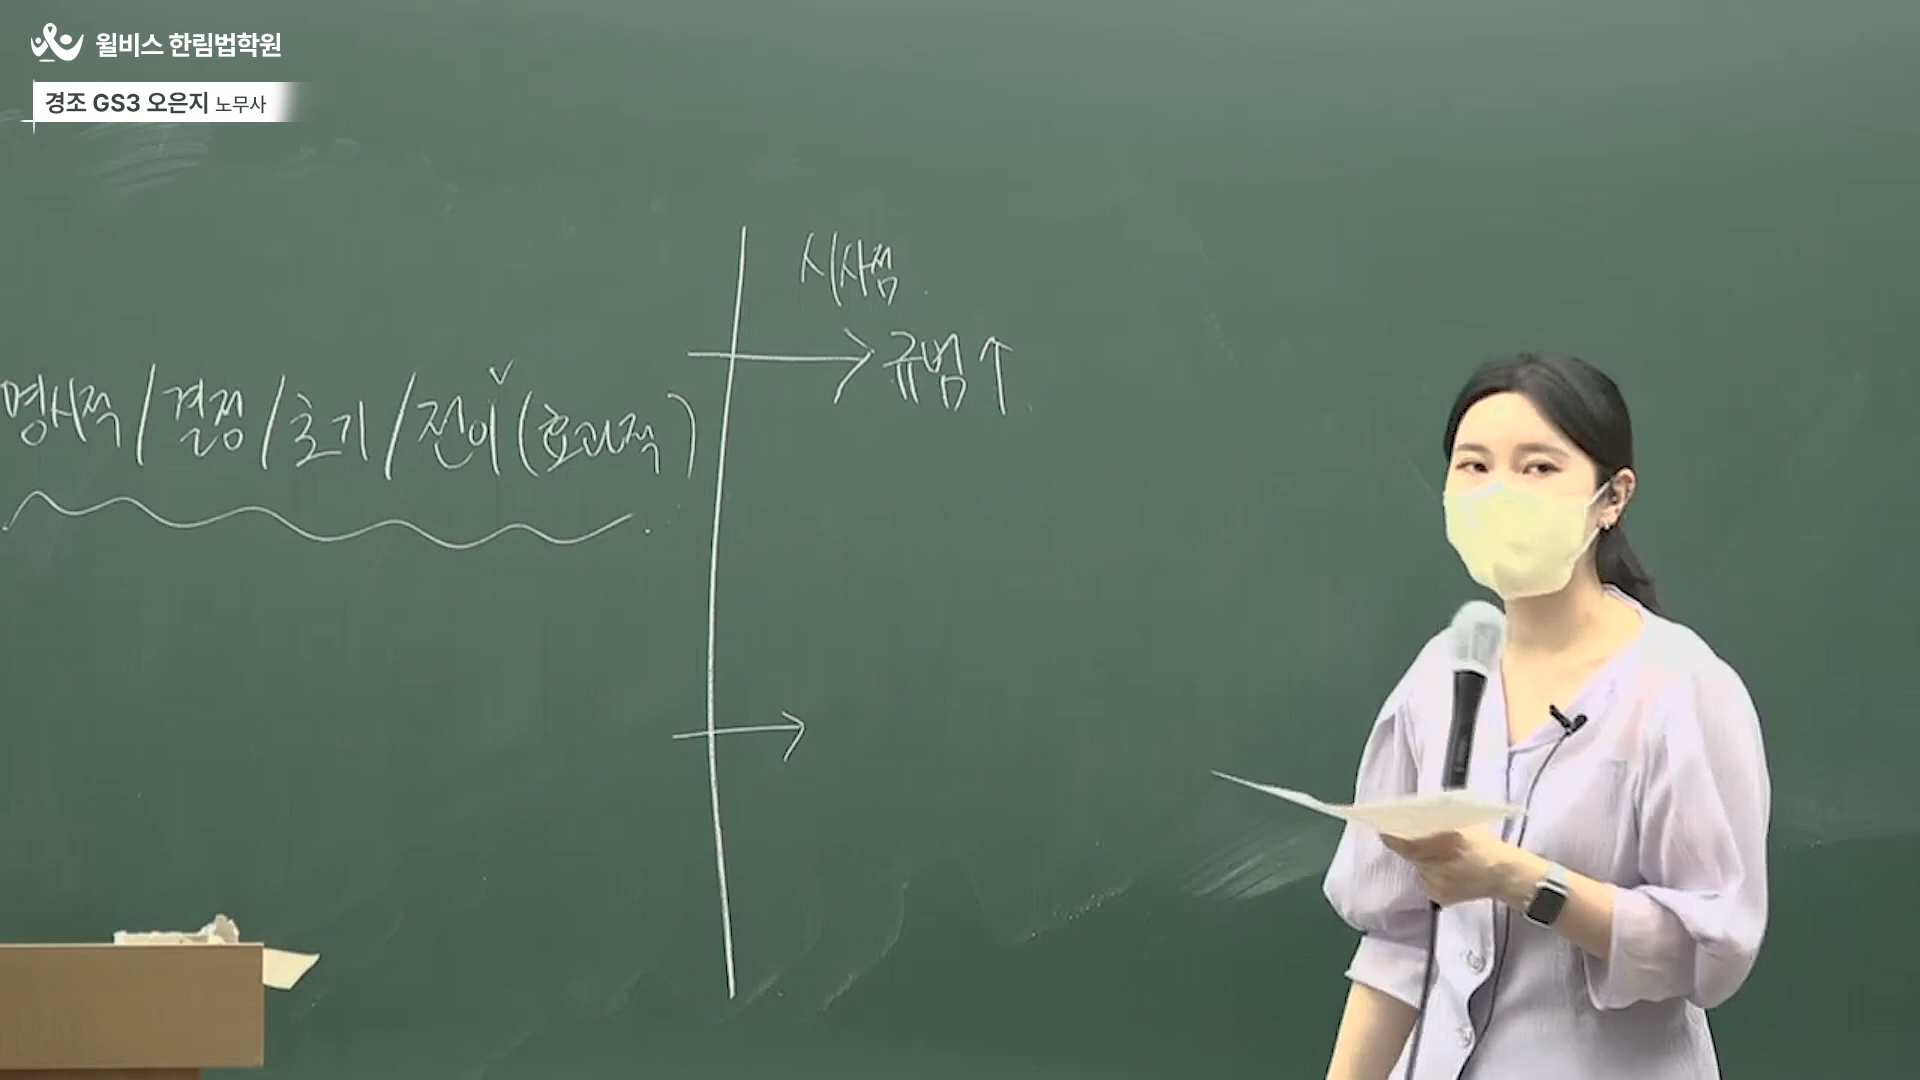 윌비스 한림법학원
경조 GS3 오은지 노무사
시사점
규범↑
명시적 / 결정 / 초기 / 전이 (효과적)